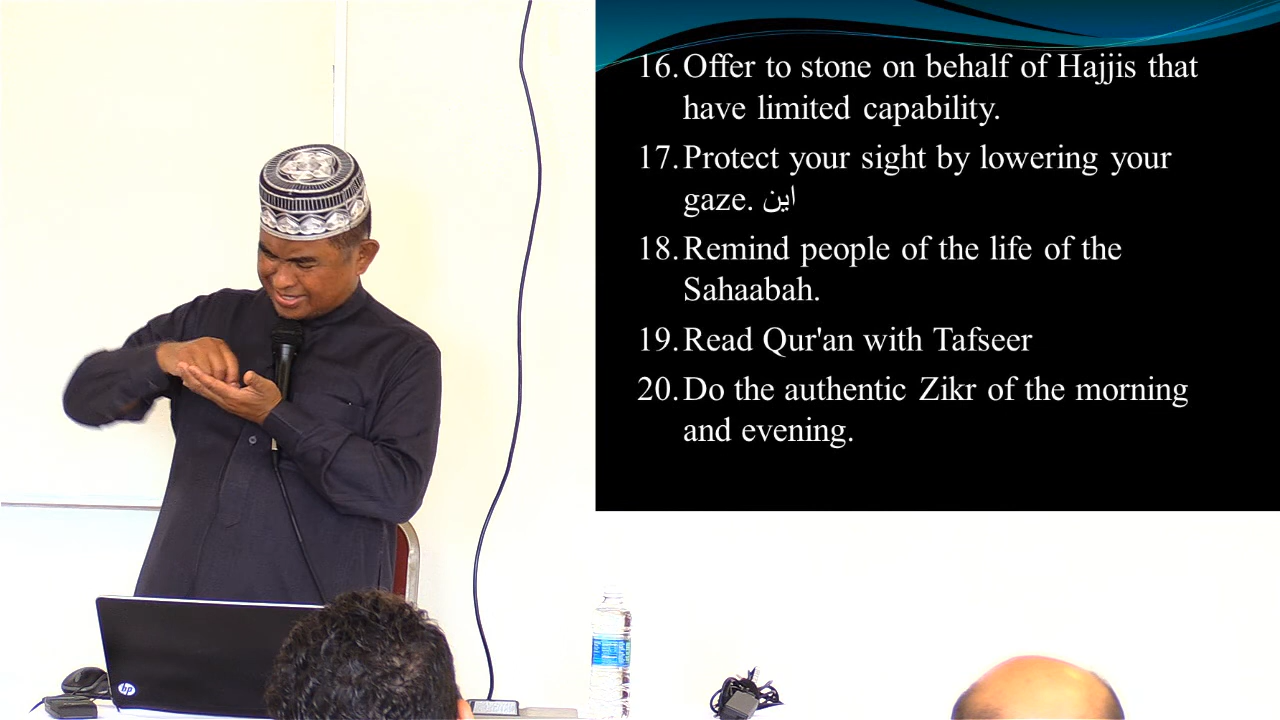 16. Offer to stone on behalf of Hajjis that
have limited capability.
17. Protect your sight by lowering your
gaze. این
18. Remind people of the life of the
Sahaabah.
19. Read Qur'an with Tafseer
20. Do the authentic Zikr of the morning
and evening.
hp